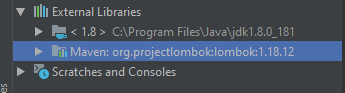 External Libraries
< 1.8 > C:\Program Files\Java\jdk1.8.0_181
Maven: org.projectlombok:lombok:1.18.12
Scratches and Consoles